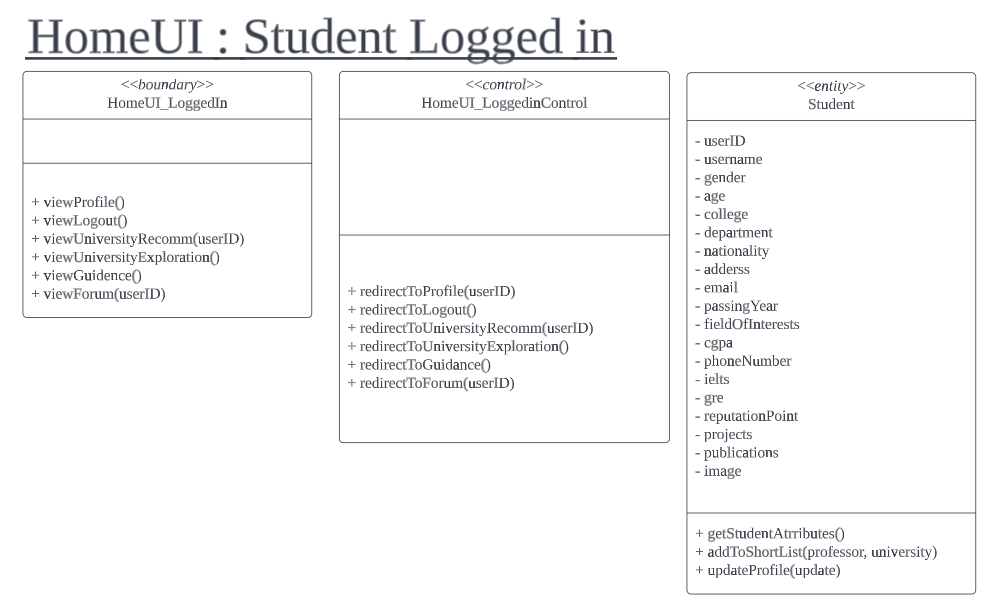 HomeUI : Student Logged in
<<boundary>>
HomeUI_LoggedIn
+ viewProfile()
+ viewLogout()
+ viewUniversityRecomm(userID)
+ viewUniversityExploration()
+ viewGuidence()
+ viewForum(userID)
<<control>>
HomeUI_LoggedinControl
+ redirectToProfile(userID)
+ redirectToLogout()
+ redirectToUniversityRecomm(userID)
+ redirectToUniversityExploration()
+ redirectToGuidance()
+ redirectToForum(userID)
<<entity>>
Student
- userID
- username
- gender
- age
- college
- department
- nationality
- adderss
- email
- passingYear
- fieldOfInterests
- cgpa
- phoneNumber
- ielts
- gre
- reputationPoint
- projects
- publications
- image
+ getStudentAtrributes()
+ addToShortList(professor, university)
+ updateProfile(update)